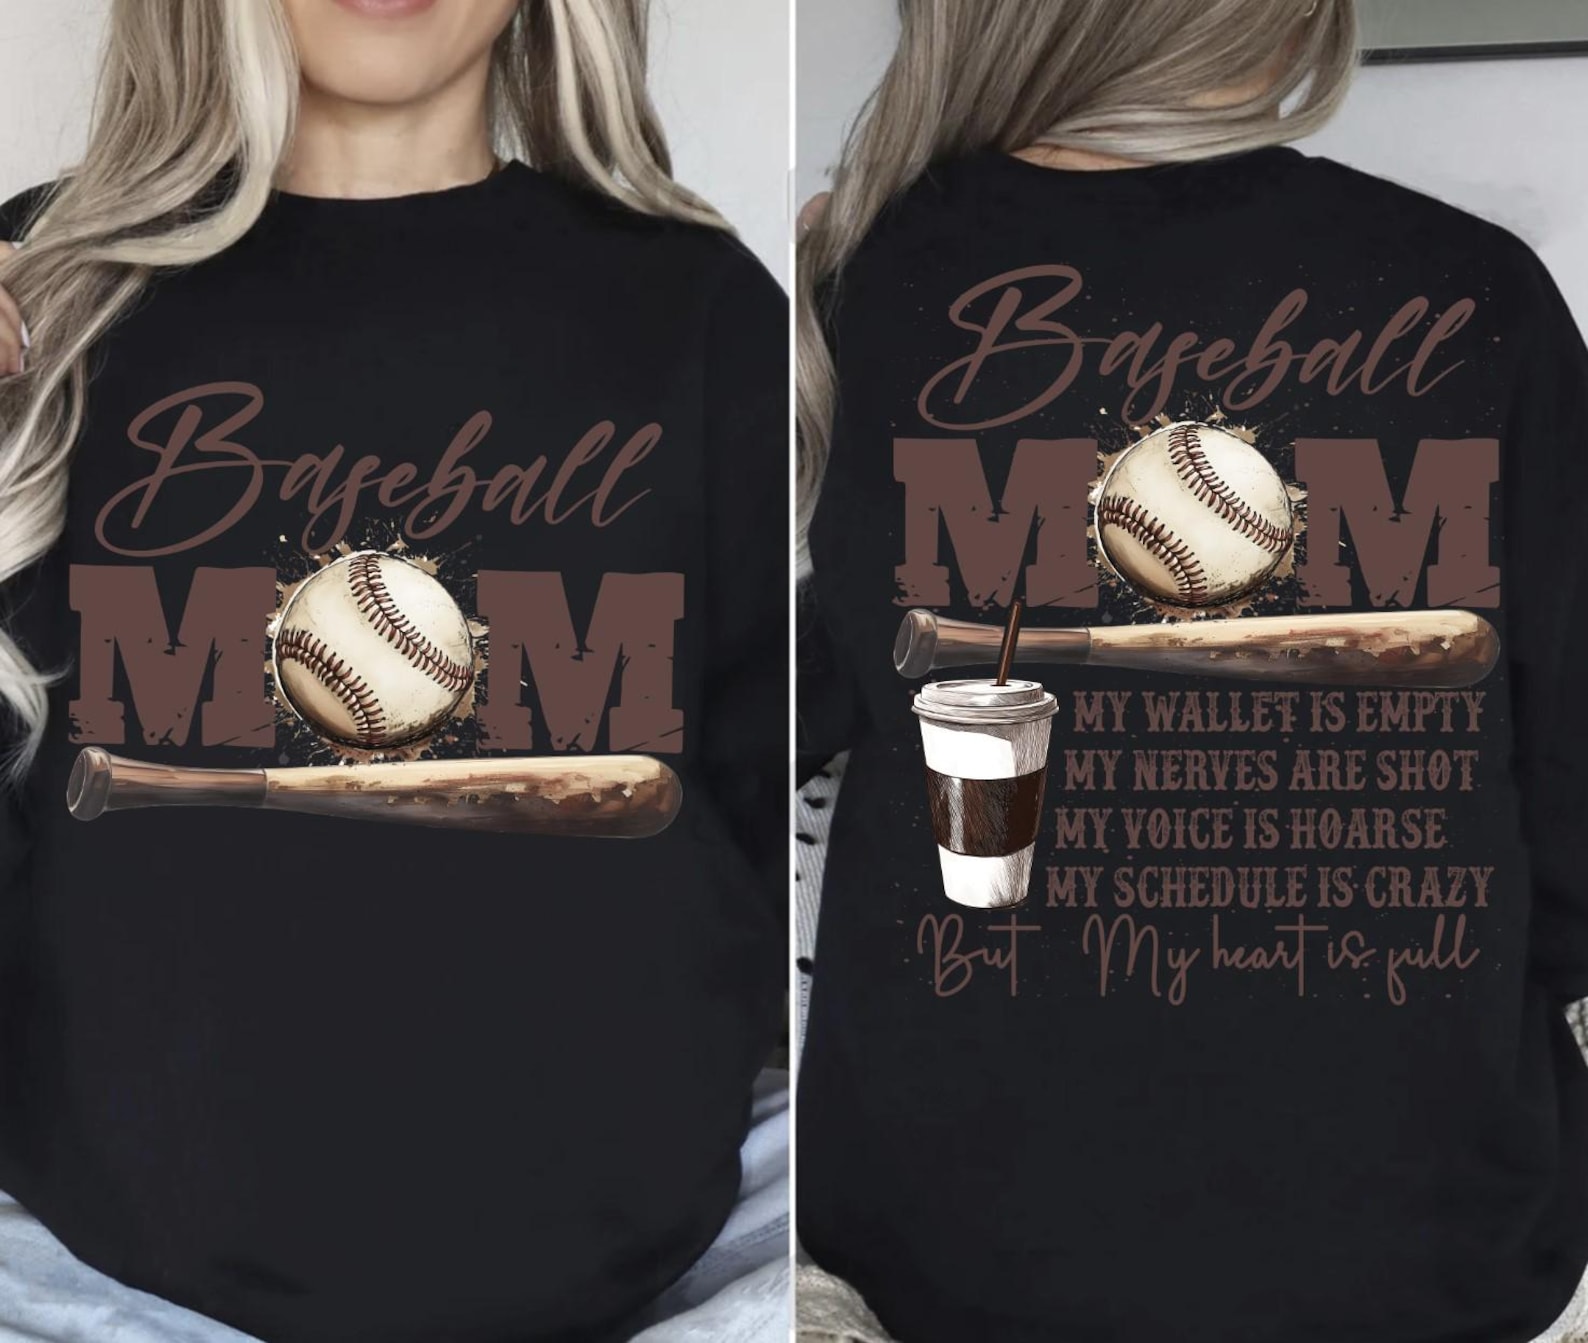 Baseball
MOM
Baseball
MOM
MY WALLET IS EMPTY
MY NERVES ARE SHOT
MY VOICE IS HOARSE
MY SCHEDULE IS CRAZY
But My heart is full